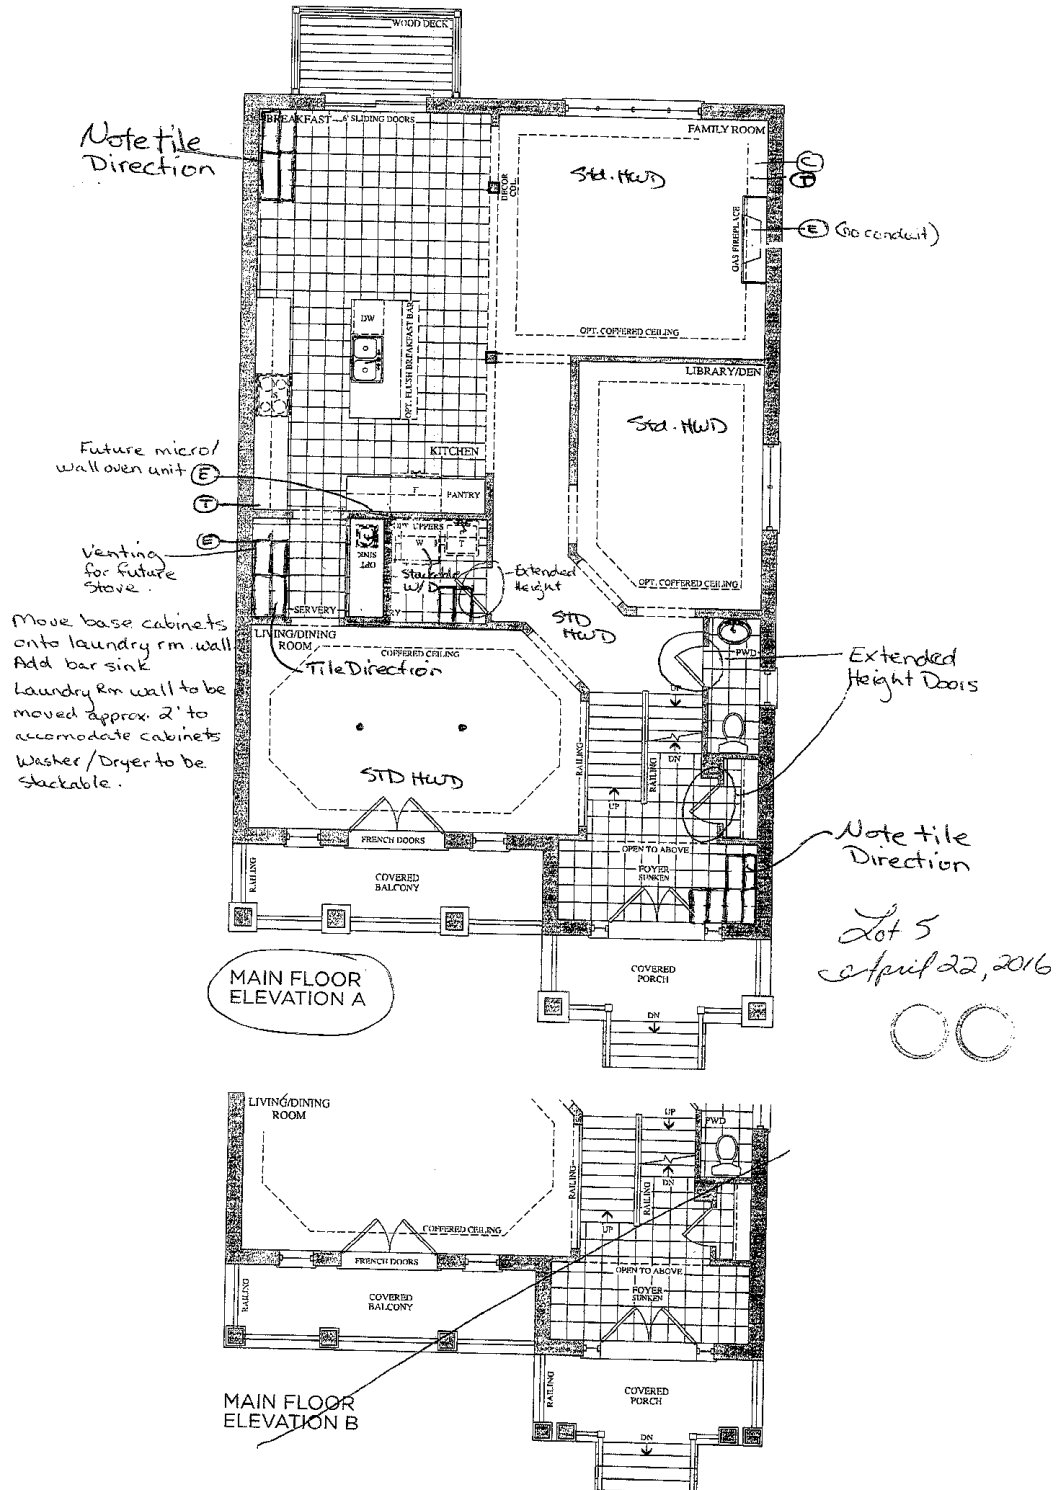 WOOD DECK
BREAKFAST
6' SLIDING DOORS
FAMILY ROOM
Note tile
Direction
DECOR
COL
Std. HWD
C
T
GAS FIREPLACE
E (no conduit)
DW
OPT. FLUSH BREAKFAST BAR
OPT. COFFERED CEILING
LIBRARY/DEN
Std. HWD
S
KITCHEN
Future micro/
wall oven unit E
F
PANTRY
T
OPT UPPERS
W
T
OPT
SINK
E
Venting
for future
Stove.
Stackable
W/D
Extended
Height
OPT. COFFERED CEILING
SERVERY
STD
HWD
Move base cabinets
onto laundry rm. wall
Add bar sink
Laundry Rm wall to be
moved approx. 2' to
accomodate cabinets
Washer/Dryer to be
stackable.
LIVING/DINING
ROOM
COFFERED CEILING
Tile Direction
PWD
Extended
Height Doors
UP
RAILING
RAILING
DN
UP
STD HWD
FRENCH DOORS
OPEN TO ABOVE
FOYER
SUNKEN
Note tile
Direction
RAILING
COVERED
BALCONY
Lot 5
April 22, 2016
MAIN FLOOR
ELEVATION A
COVERED
PORCH
DN
LIVING/DINING
ROOM
UP
PWD
RAILING
RAILING
DN
UP
COFFERED CEILING
FRENCH DOORS
OPEN TO ABOVE
FOYER
SUNKEN
RAILING
COVERED
BALCONY
MAIN FLOOR
ELEVATION B
RAILING
COVERED
PORCH
DN